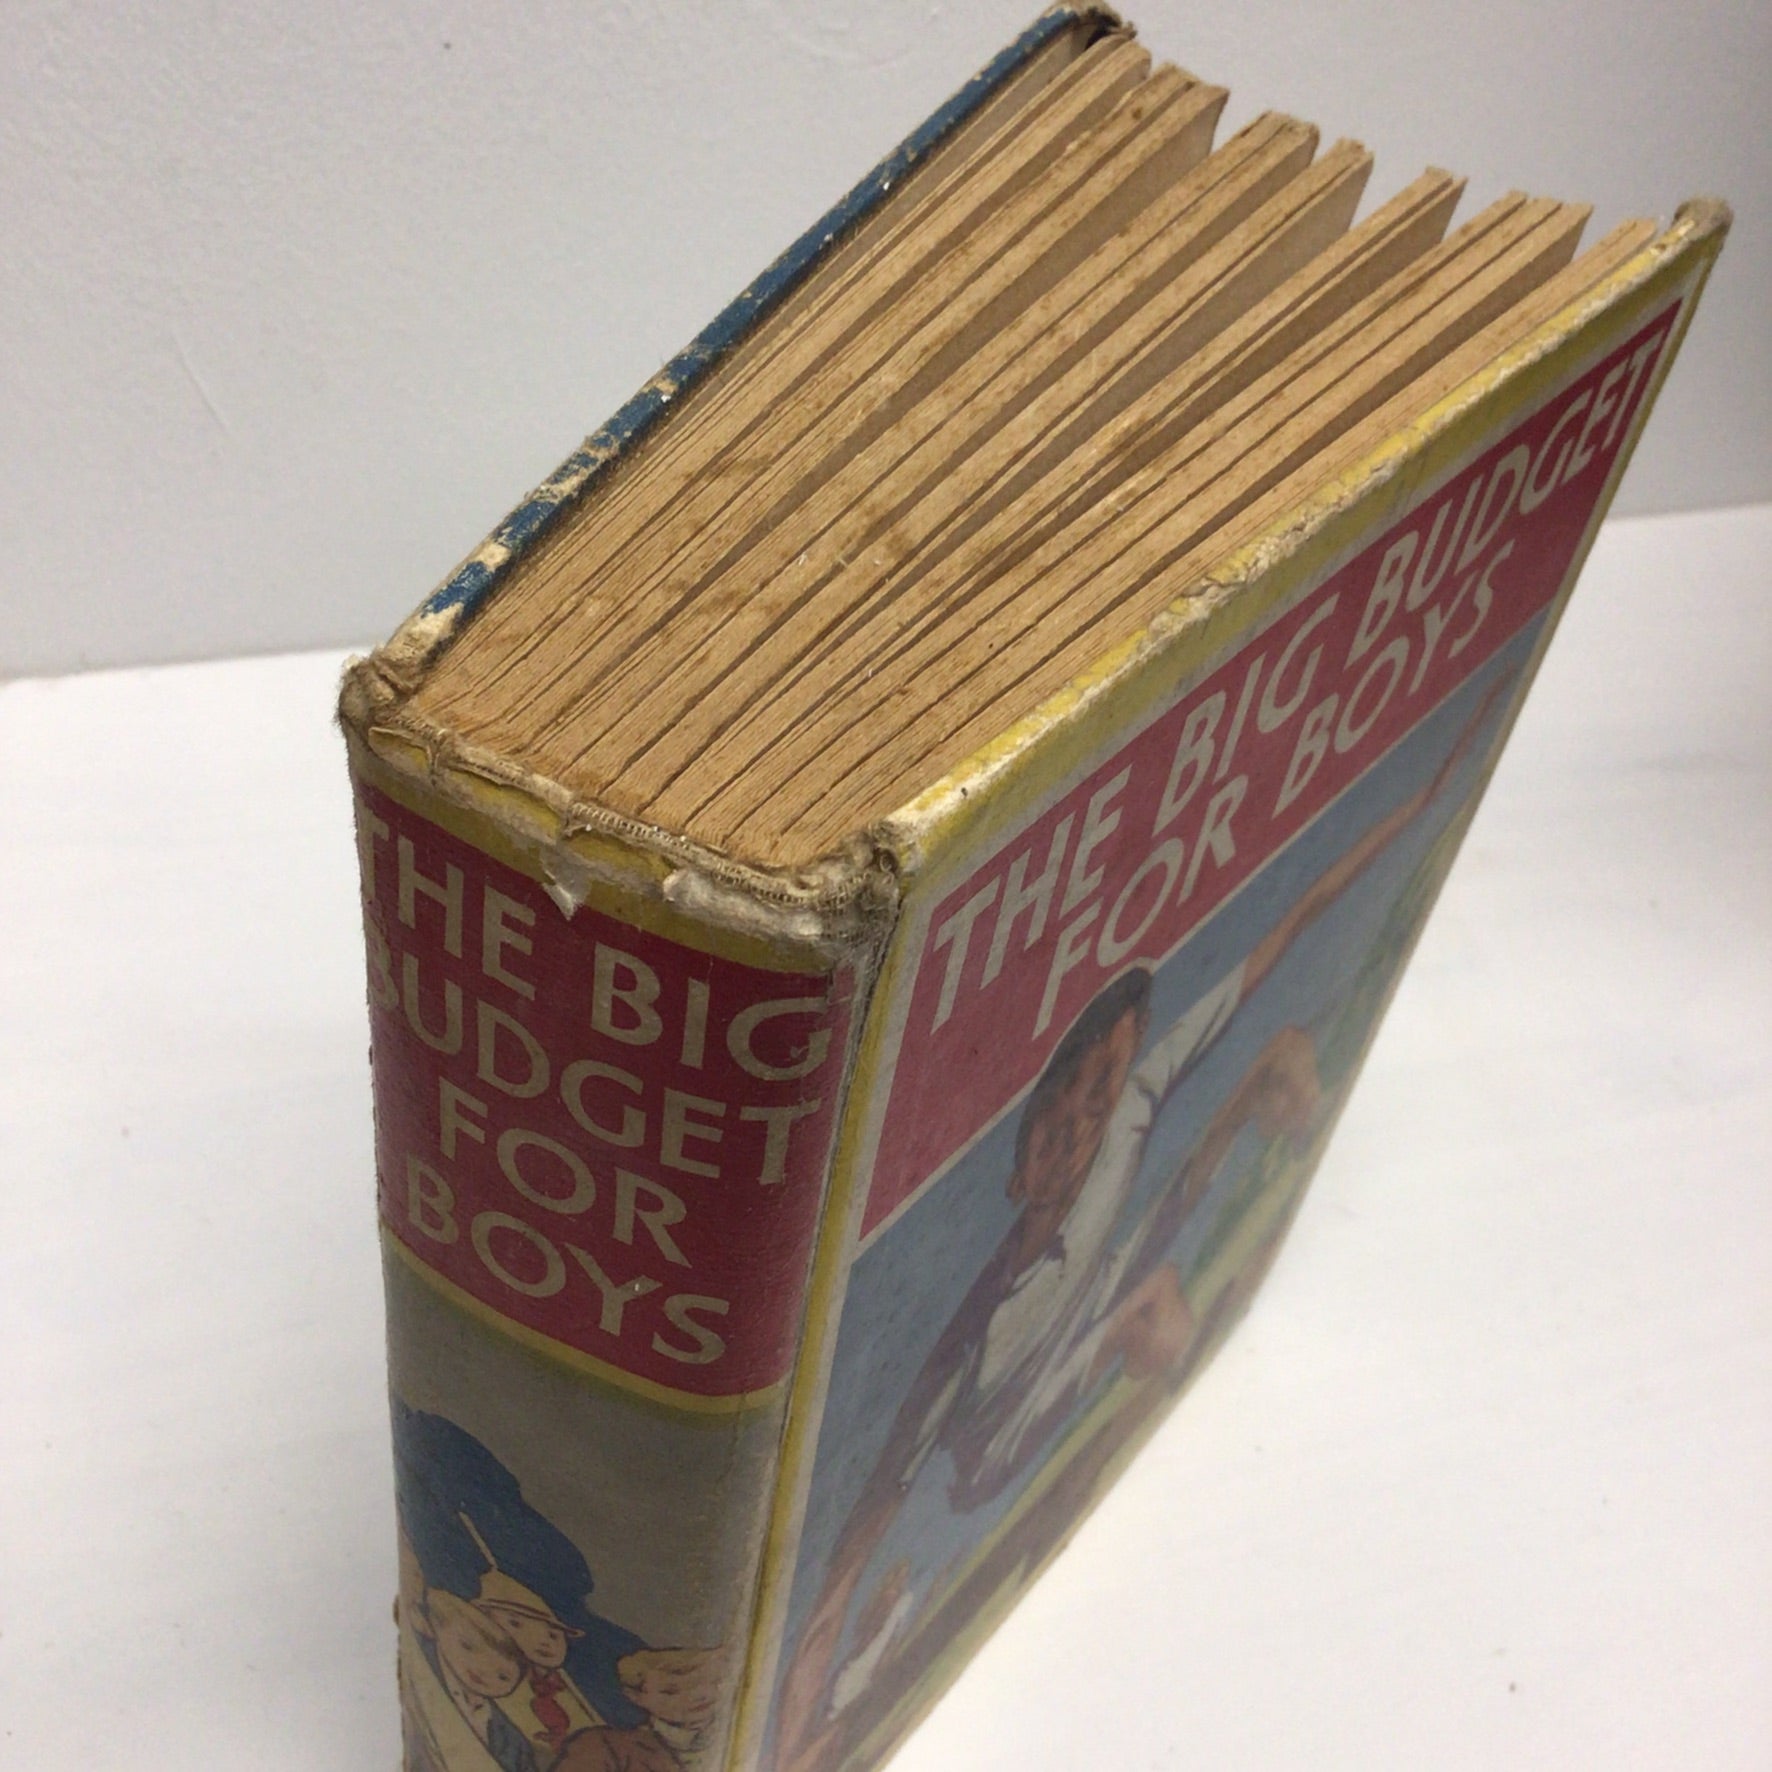 THE BIG
BUDGET
FOR
BOYS
THE BIG BUDGET
FOR BOYS